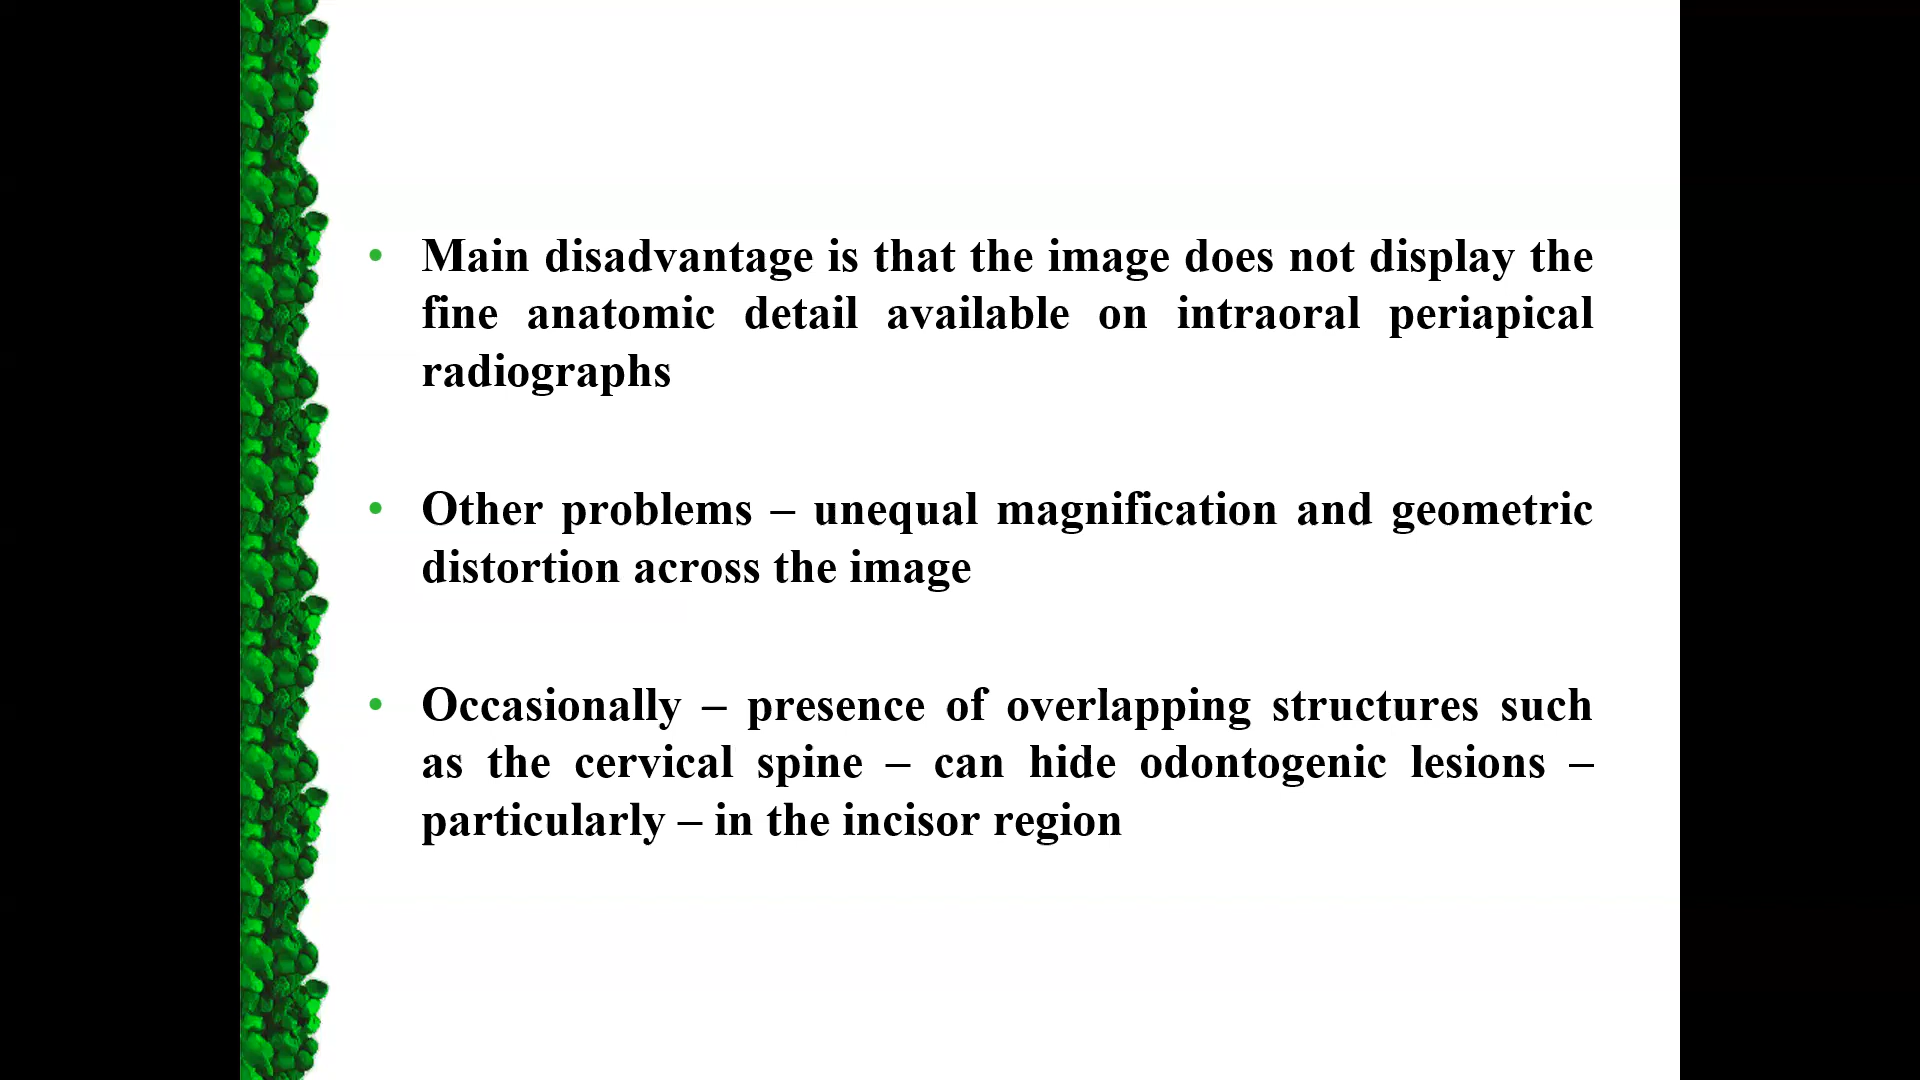 • Main disadvantage is that the image does not display the
fine anatomic detail available on intraoral periapical
radiographs
• Other problems – unequal magnification and geometric
distortion across the image
• Occasionally – presence of overlapping structures such
as the cervical spine – can hide odontogenic lesions –
particularly – in the incisor region